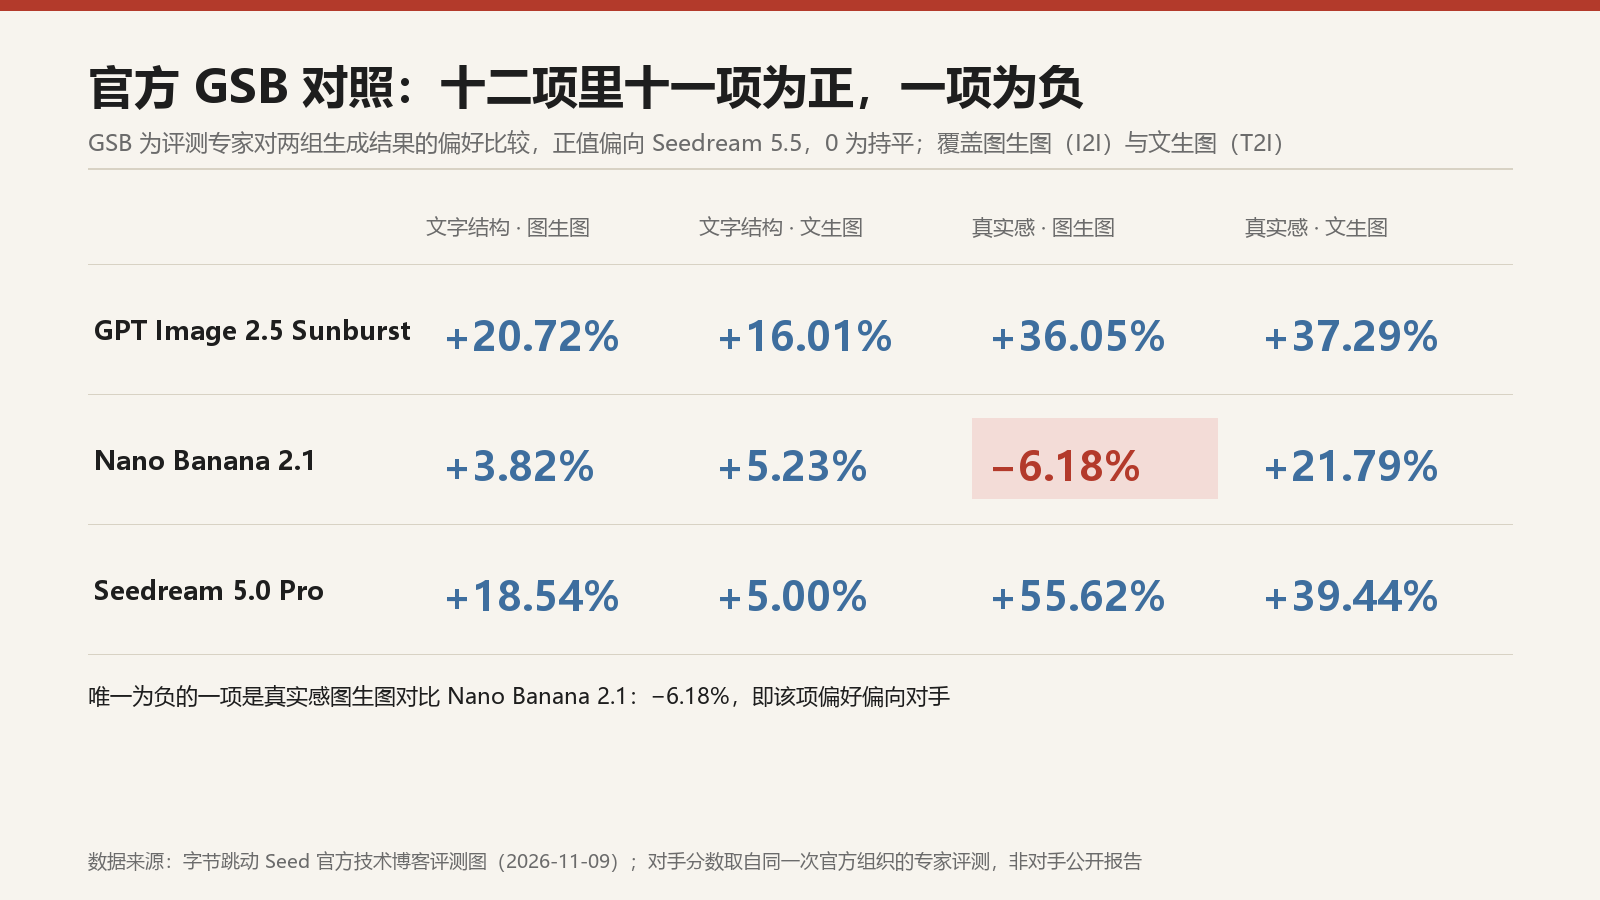 官方 GSB 对照：十二项里十一项为正，一项为负
GSB 为评测专家对两组生成结果的偏好比较，正值偏向 Seedream 5.5，0 为持平；覆盖图生图（I2I）与文生图（T2I）
文字结构 · 图生图 文字结构 · 文生图 真实感 · 图生图 真实感 · 文生图
GPT Image 2.5 Sunburst +20.72% +16.01% +36.05% +37.29%
Nano Banana 2.1 +3.82% +5.23% −6.18% +21.79%
Seedream 5.0 Pro +18.54% +5.00% +55.62% +39.44%
唯一为负的一项是真实感图生图对比 Nano Banana 2.1：−6.18%，即该项偏好偏向对手
数据来源：字节跳动 Seed 官方技术博客评测图（2026-11-09）；对手分数取自同一次官方组织的专家评测，非对手公开报告